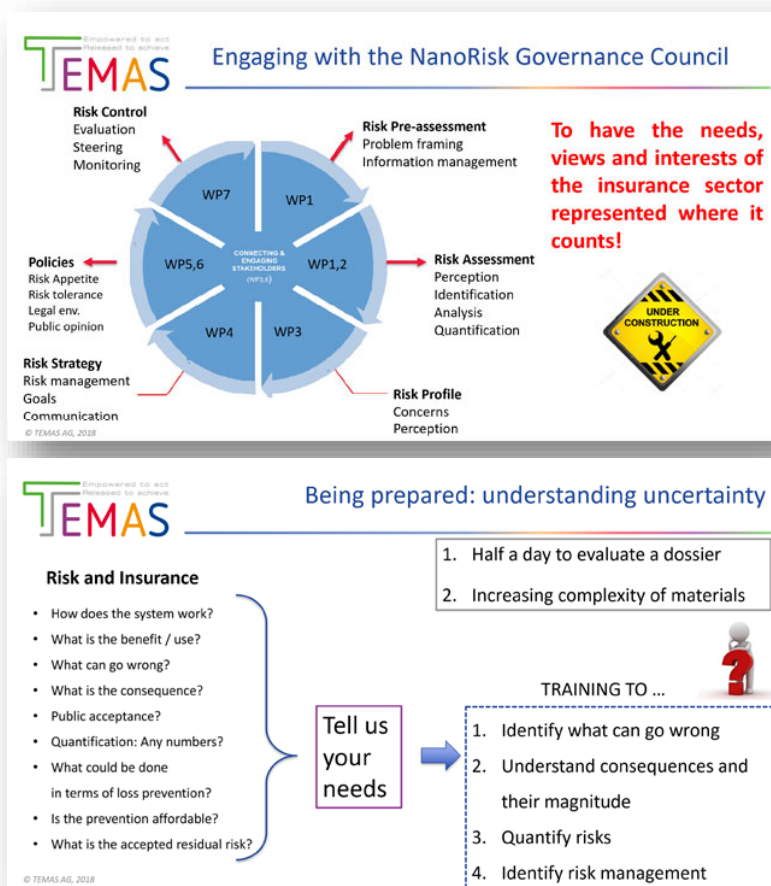 Empowered to act
Released to achieve
TEMAS
Engaging with the NanoRisk Governance Council
Risk Control
Evaluation
Steering
Monitoring
Risk Pre-assessment
Problem framing
Information management
To have the needs,
views and interests of
the insurance sector
represented where it
counts!
WP7
WP1
Policies
Risk Appetite
Risk tolerance
Legal env.
Public opinion
WP5,6
CONNECTING &
ENGAGING
STAKEHOLDERS
(WP3,6)
WP1,2
Risk Assessment
Perception
Identification
Analysis
Quantification
UNDER
CONSTRUCTION
WP4
WP3
Risk Strategy
Risk management
Goals
Communication
Risk Profile
Concerns
Perception
© TEMAS AG, 2018
Empowered to act
Released to achieve
TEMAS
Being prepared: understanding uncertainty
1. Half a day to evaluate a dossier
2. Increasing complexity of materials
Risk and Insurance
• How does the system work?
• What is the benefit / use?
• What can go wrong?
• What is the consequence?
• Public acceptance?
• Quantification: Any numbers?
• What could be done
in terms of loss prevention?
• Is the prevention affordable?
• What is the accepted residual risk?
Tell us
your
needs
?
TRAINING TO ...
1. Identify what can go wrong
2. Understand consequences and
their magnitude
3. Quantify risks
4. Identify risk management
© TEMAS AG, 2018